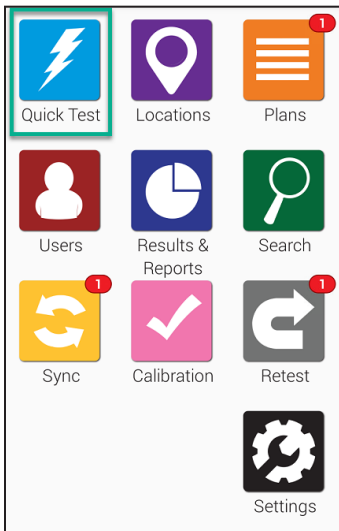 1
Quick Test
Locations
Plans
Users
Results &
Reports
Search
1
1
Sync
Calibration
Retest
Settings